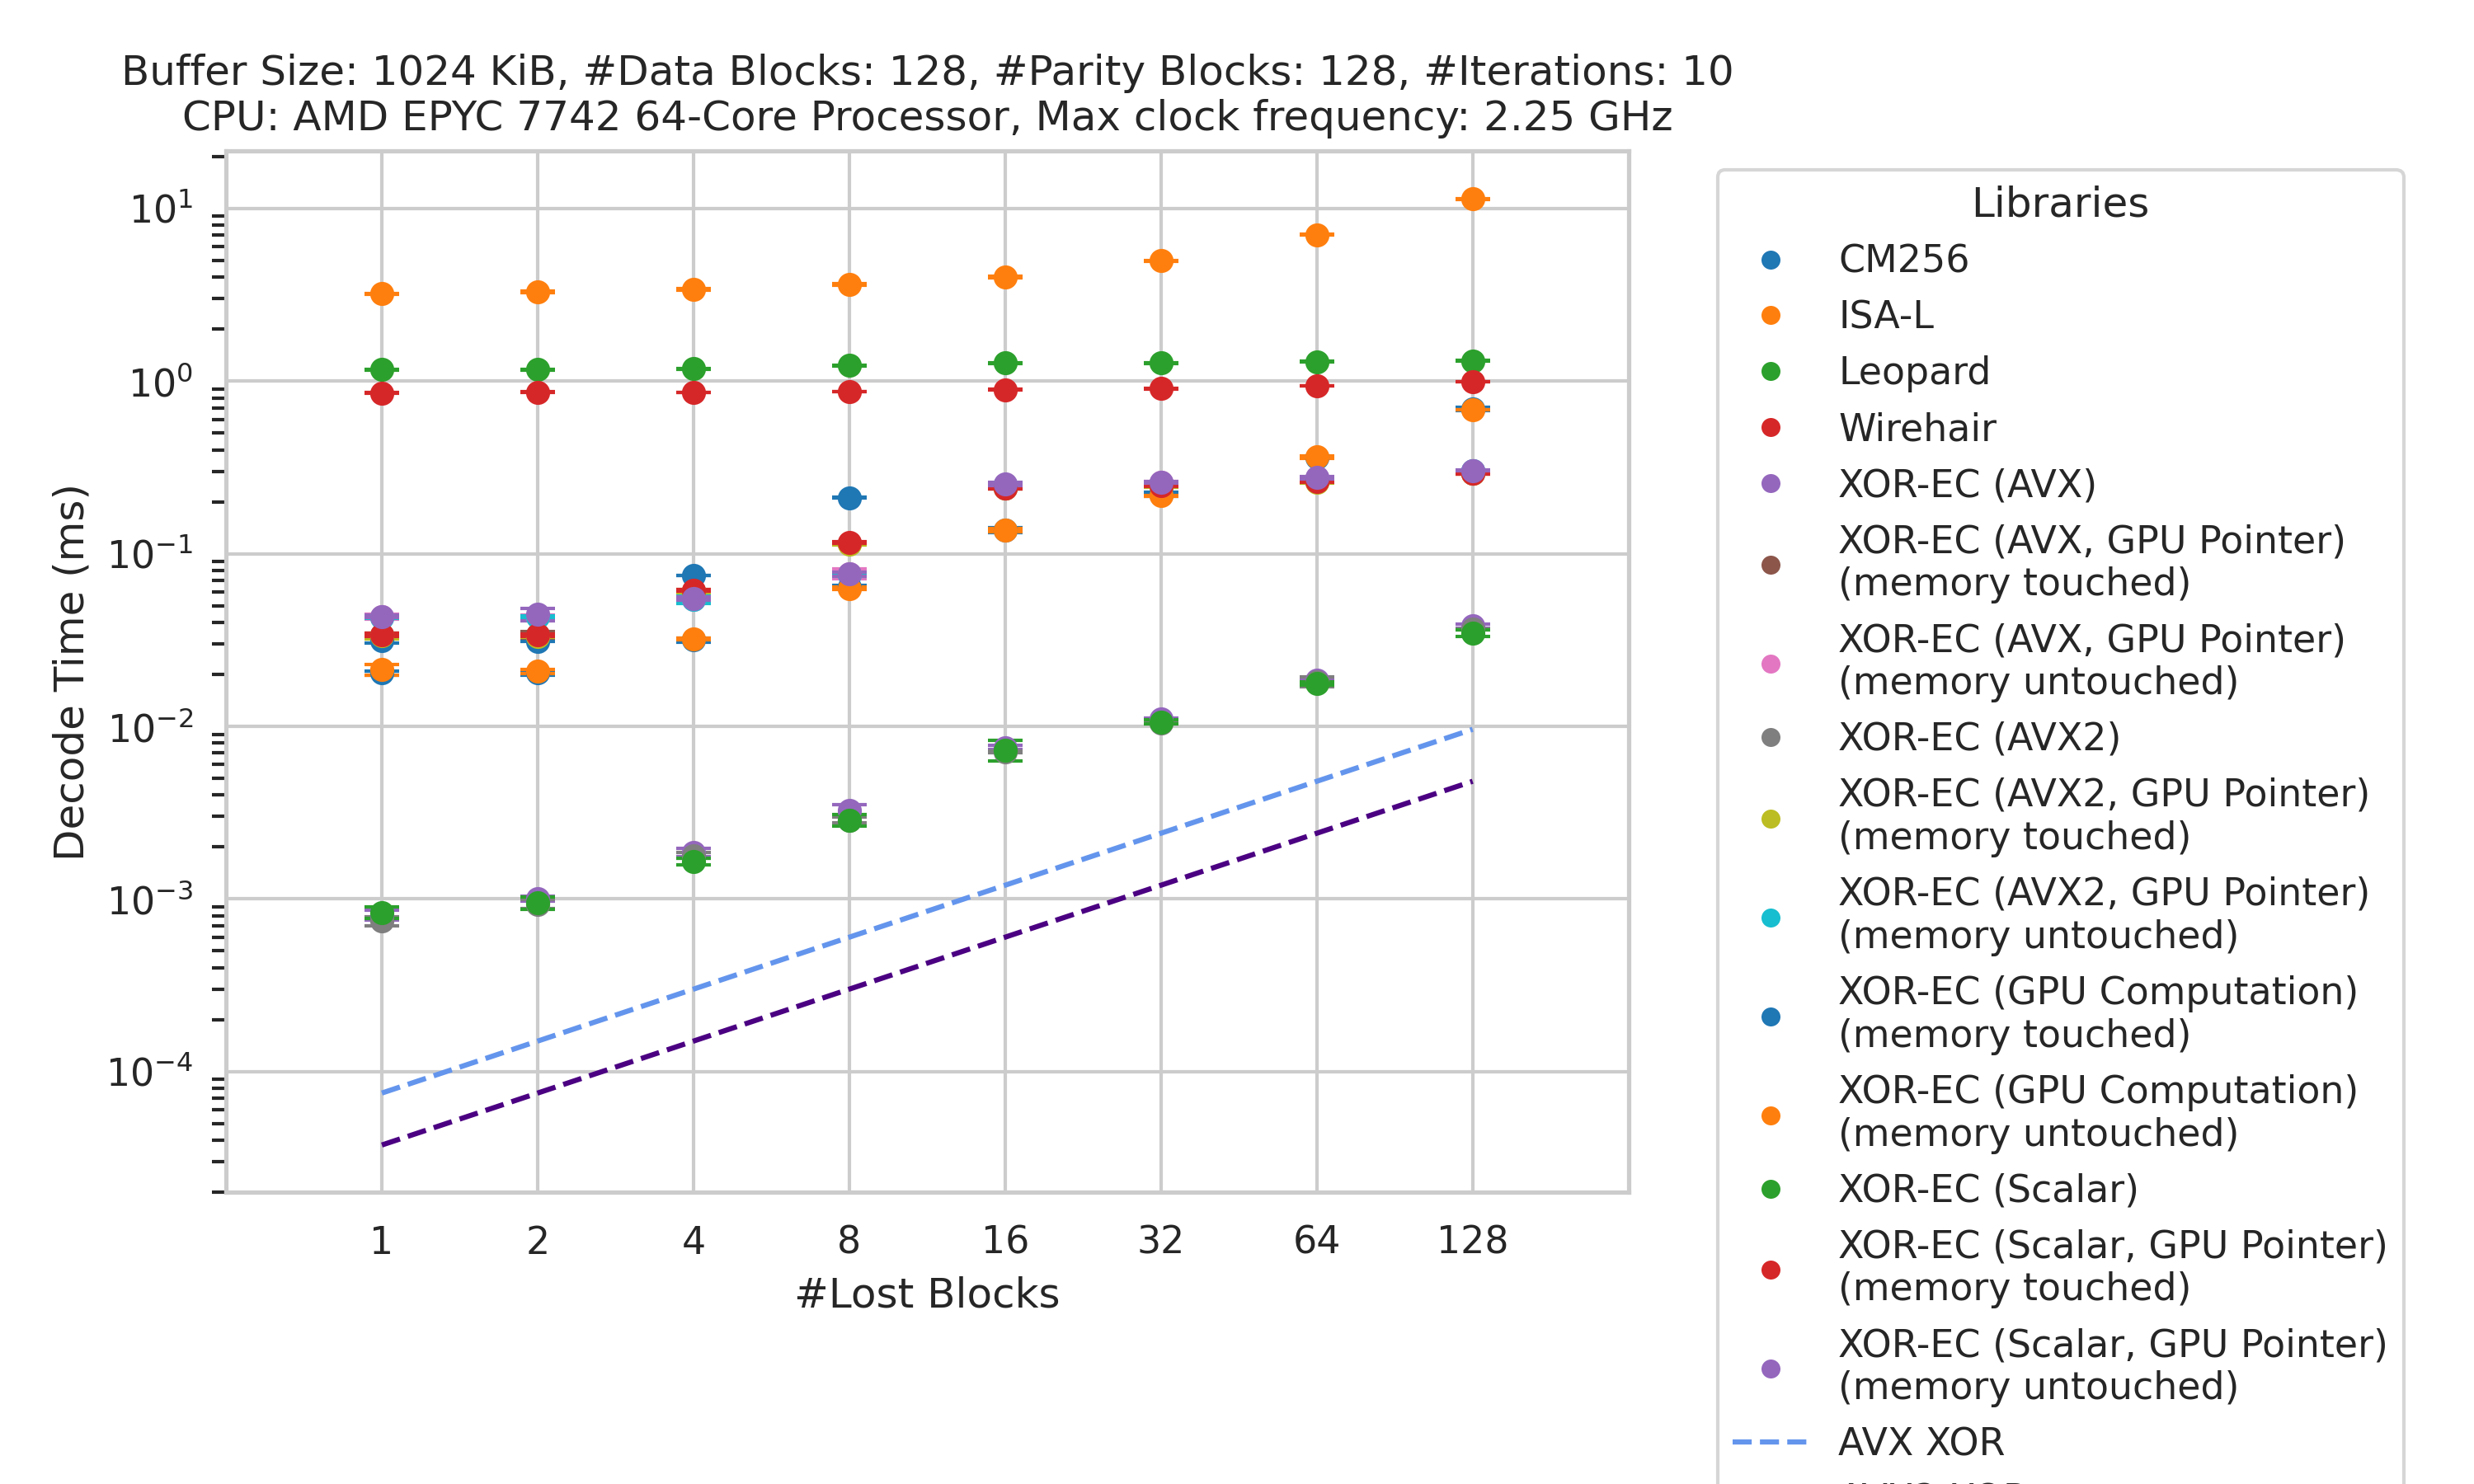 Buffer Size: 1024 KiB, #Data Blocks: 128, #Parity Blocks: 128, #Iterations: 10
CPU: AMD EPYC 7742 64-Core Processor, Max clock frequency: 2.25 GHz
Decode Time (ms)
10¹
10⁰
10⁻¹
10⁻²
10⁻³
10⁻⁴
1 2 4 8 16 32 64 128
#Lost Blocks
Libraries
CM256
ISA-L
Leopard
Wirehair
XOR-EC (AVX)
XOR-EC (AVX, GPU Pointer)
(memory touched)
XOR-EC (AVX, GPU Pointer)
(memory untouched)
XOR-EC (AVX2)
XOR-EC (AVX2, GPU Pointer)
(memory touched)
XOR-EC (AVX2, GPU Pointer)
(memory untouched)
XOR-EC (GPU Computation)
(memory touched)
XOR-EC (GPU Computation)
(memory untouched)
XOR-EC (Scalar)
XOR-EC (Scalar, GPU Pointer)
(memory touched)
XOR-EC (Scalar, GPU Pointer)
(memory untouched)
AVX XOR